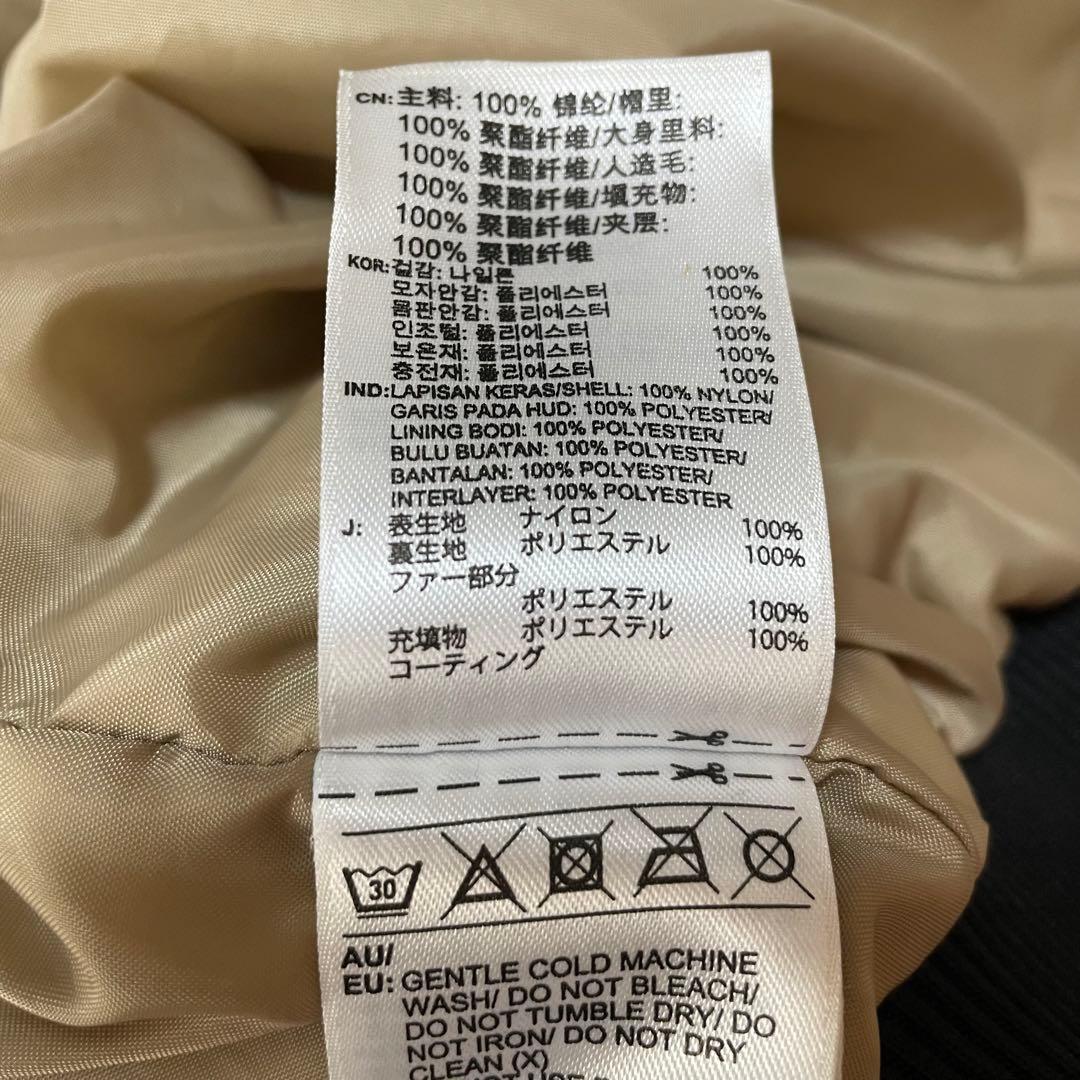 CN: 主料: 100% 锦纶/帽里:
100% 聚酯纤维/大身里料:
100% 聚酯纤维/人造毛:
100% 聚酯纤维/填充物:
100% 聚酯纤维/夹层:
100% 聚酯纤维
KOR: 겉감: 나일론 100%
모자안감: 폴리에스터 100%
몸판안감: 폴리에스터 100%
인조털: 폴리에스터 100%
보온재: 폴리에스터 100%
충전재: 폴리에스터 100%
IND: LAPISAN KERAS/SHELL: 100% NYLON/
GARIS PADA HUD: 100% POLYESTER/
LINING BODI: 100% POLYESTER/
BULU BUATAN: 100% POLYESTER/
BANTALAN: 100% POLYESTER/
INTERLAYER: 100% POLYESTER
J: 表生地 ナイロン 100%
裏生地 ポリエステル 100%
ファー部分
ポリエステル 100%
充填物 ポリエステル 100%
コーティング
30
AU/
EU: GENTLE COLD MACHINE
WASH/ DO NOT BLEACH/
DO NOT TUMBLE DRY/ DO
NOT IRON/ DO NOT DRY
CLEAN (X)
NOT USE